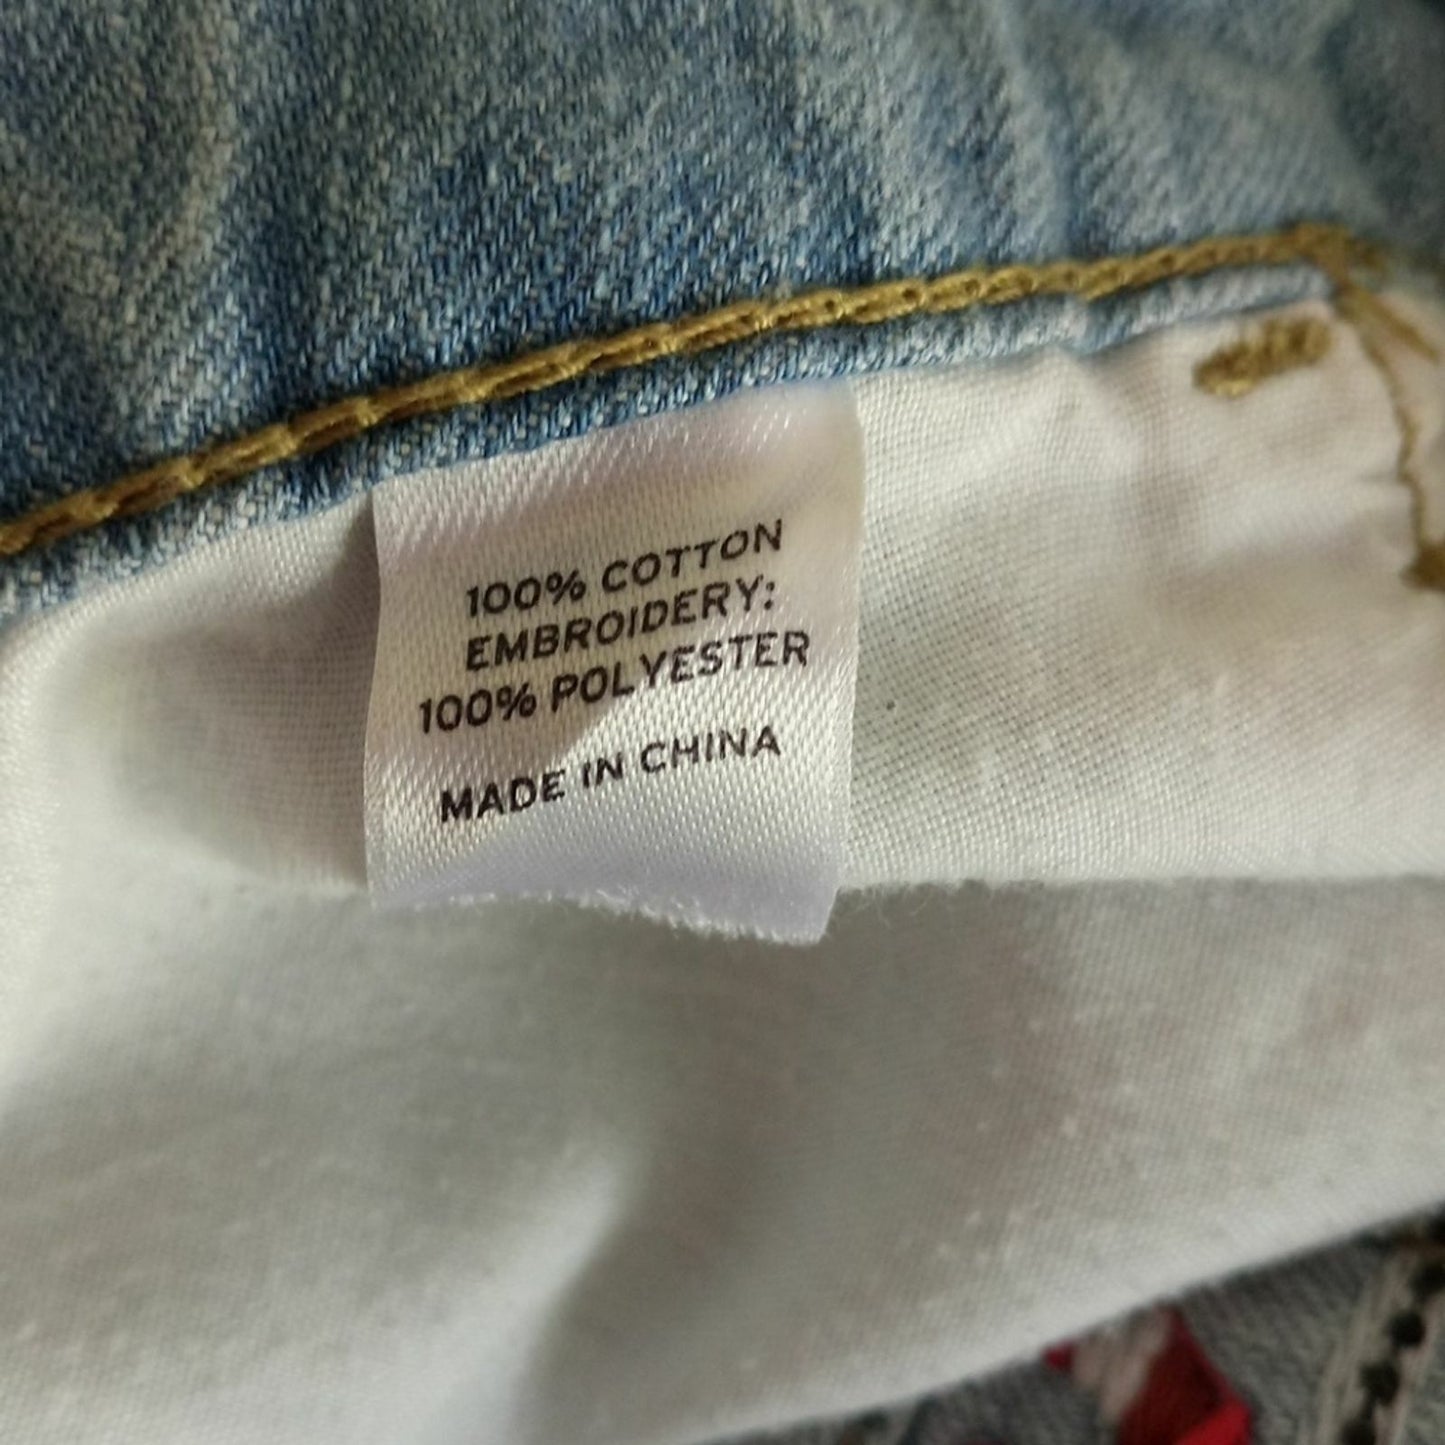 100% COTTON
EMBROIDERY:
100% POLYESTER
MADE IN CHINA